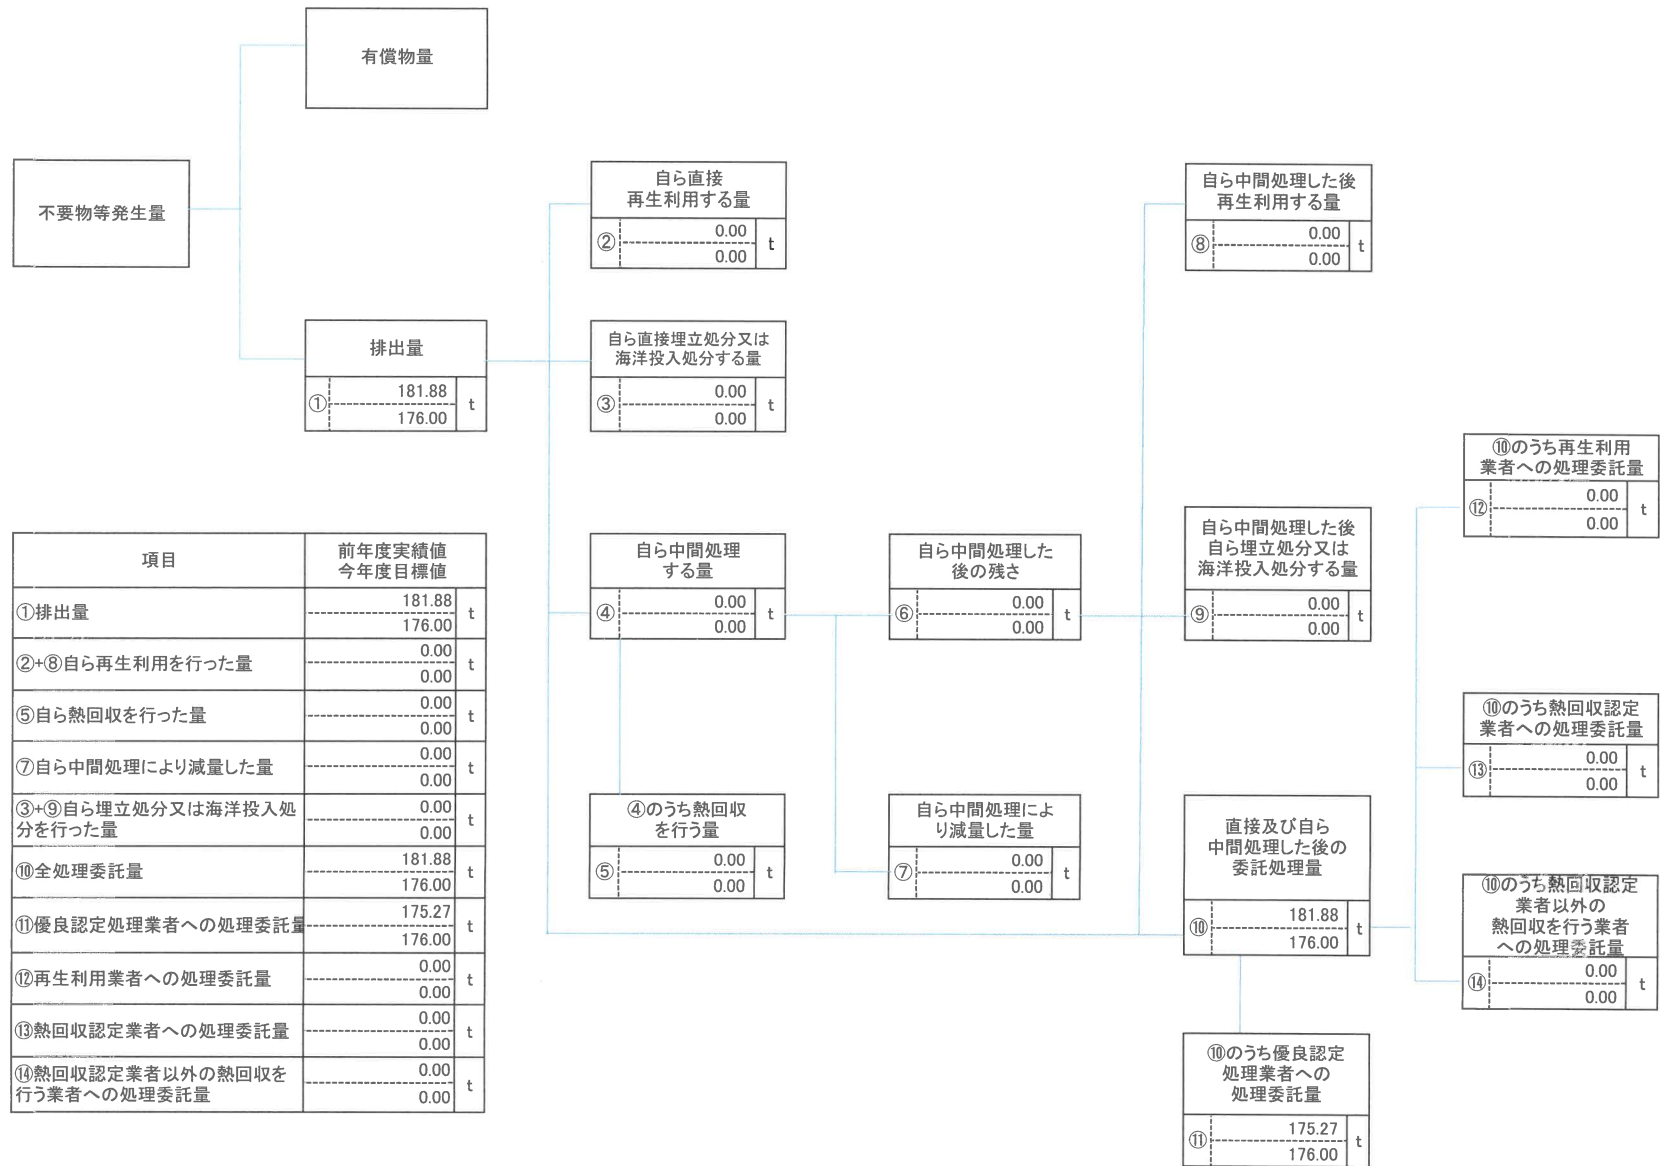 有償物量
不要物等発生量
排出量
①
181.88
176.00
t
自ら直接
再生利用する量
②
0.00
0.00
t
自ら直接埋立処分又は
海洋投入処分する量
③
0.00
0.00
t
自ら中間処理
する量
④
0.00
0.00
t
④のうち熱回収
を行う量
⑤
0.00
0.00
t
自ら中間処理した
後の残さ
⑥
0.00
0.00
t
自ら中間処理によ
り減量した量
⑦
0.00
0.00
t
自ら中間処理した後
再生利用する量
⑧
0.00
0.00
t
自ら中間処理した後
自ら埋立処分又は
海洋投入処分する量
⑨
0.00
0.00
t
直接及び自ら
中間処理した後の
委託処理量
⑩
181.88
176.00
t
⑩のうち優良認定
処理業者への
処理委託量
⑪
175.27
176.00
t
⑩のうち再生利用
業者への処理委託量
⑫
0.00
0.00
t
⑩のうち熱回収認定
業者への処理委託量
⑬
0.00
0.00
t
⑩のうち熱回収認定
業者以外の
熱回収を行う業者
への処理委託量
⑭
0.00
0.00
t
項目
前年度実績値
今年度目標値
①排出量
181.88
176.00
t
②+⑧自ら再生利用を行った量
0.00
0.00
t
⑤自ら熱回収を行った量
0.00
0.00
t
⑦自ら中間処理により減量した量
0.00
0.00
t
③+⑨自ら埋立処分又は海洋投入処
分を行った量
0.00
0.00
t
⑩全処理委託量
181.88
176.00
t
⑪優良認定処理業者への処理委託量
175.27
176.00
t
⑫再生利用業者への処理委託量
0.00
0.00
t
⑬熱回収認定業者への処理委託量
0.00
0.00
t
⑭熱回収認定業者以外の熱回収を
行う業者への処理委託量
0.00
0.00
t